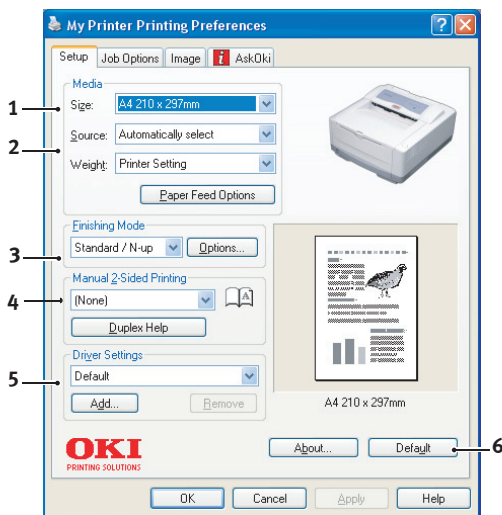 My Printer Printing Preferences
Setup Job Options Image i AskOki
Media
1
Size: A4 210 x 297mm
2
Source: Automatically select
Weight: Printer Setting
Paper Feed Options
Finishing Mode
3
Standard / N-up Options...
Manual 2-Sided Printing
4
(None) A
Duplex Help
Driver Settings
5
Default
Add... Remove
A4 210 x 297mm
OKI
PRINTING SOLUTIONS
About... Default 6
OK Cancel Apply Help